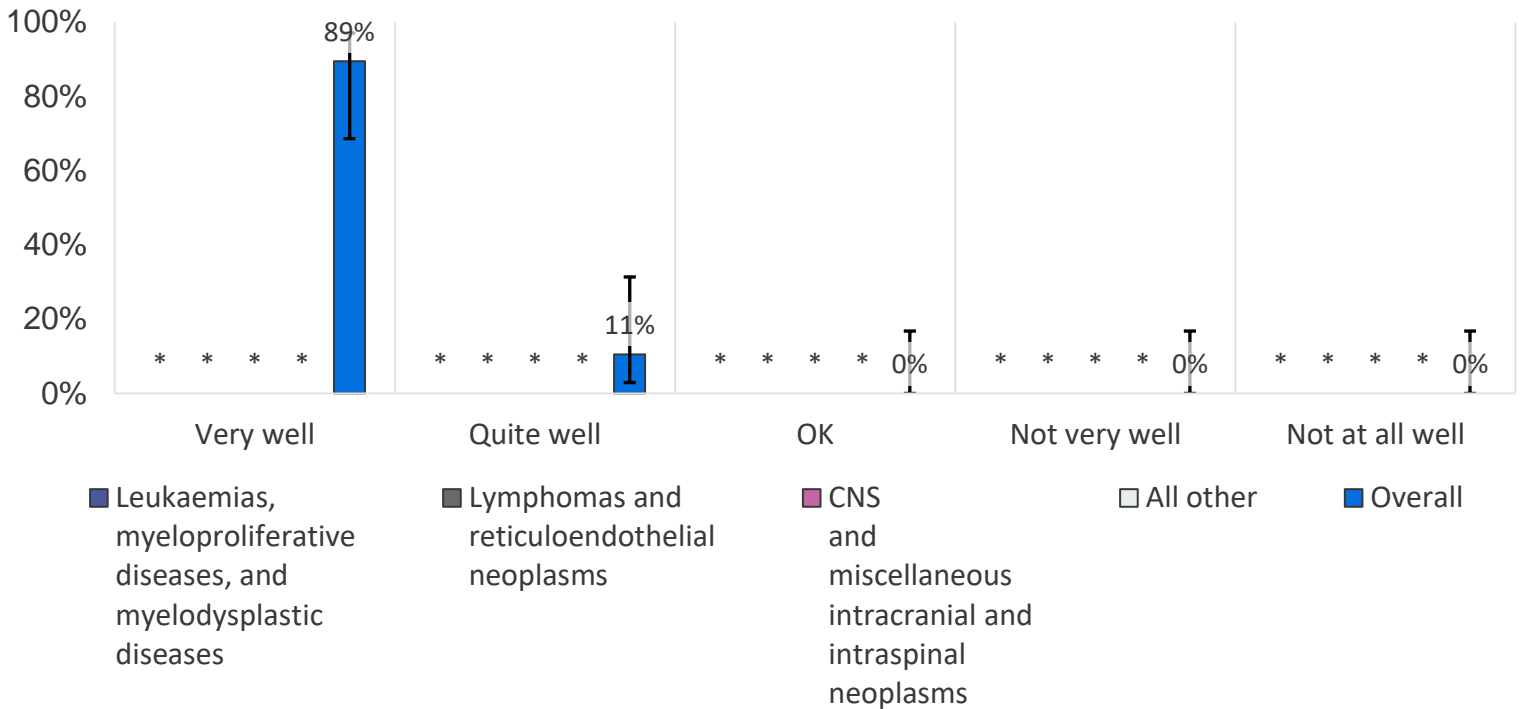 100%
89%
80%
60%
40%
20%
11%
* * * * * * * * * * * * 0% * * * * 0% * * * * 0%
0%
Very well Quite well OK Not very well Not at all well
Leukaemias, Lymphomas and CNS All other Overall
myeloproliferative reticuloendothelial and
diseases, and neoplasms miscellaneous
myelodysplastic intracranial and
diseases intraspinal
neoplasms